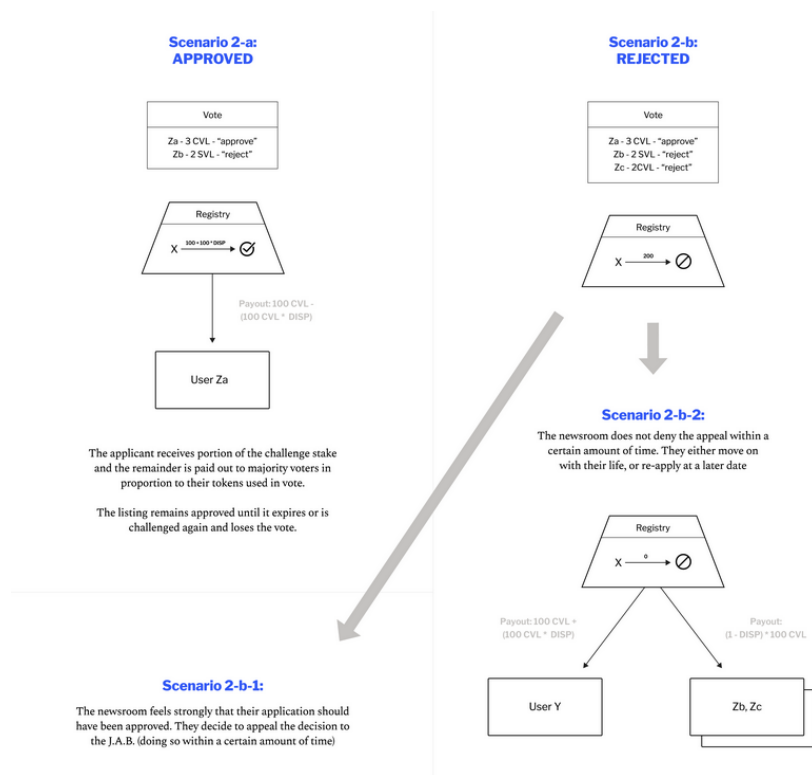 Scenario 2-a:
APPROVED
Vote
Za - 3 CVL - “approve”
Zb - 2 SVL - “reject”
Registry
X
100 + 100 * DISP
Payout: 100 CVL -
(100 CVL * DISP)
User Za
The applicant receives portion of the challenge stake
and the remainder is paid out to majority voters in
proportion to their tokens used in vote.
The listing remains approved until it expires or is
challenged again and loses the vote.
Scenario 2-b-1:
The newsroom feels strongly that their application should
have been approved. They decide to appeal the decision to
the J.A.B. (doing so within a certain amount of time)
Scenario 2-b:
REJECTED
Vote
Za - 3 CVL - “approve”
Zb - 2 SVL - “reject”
Zc - 2CVL - “reject”
Registry
X
200
Scenario 2-b-2:
The newsroom does not deny the appeal within a
certain amount of time. They either move on
with their life, or re-apply at a later date
Registry
X
0
Payout: 100 CVL +
(100 CVL * DISP)
Payout:
(1 - DISP) * 100 CVL
User Y
Zb, Zc